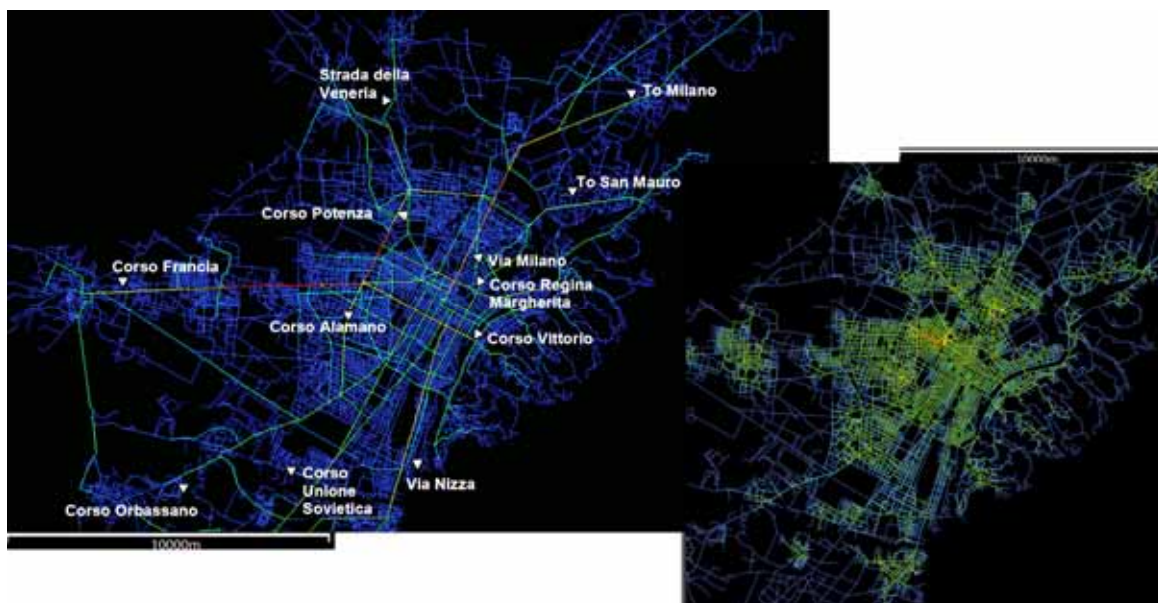 Strada della
Veneria
To Milano
To San Mauro
Corso Potenza
Via Milano
Corso Francia
Corso Regina
Margherita
Corso Alamano
Corso Vittorio
Corso
Unione
Sovietica
Via Nizza
Corso Orbassano
10000m
10000m